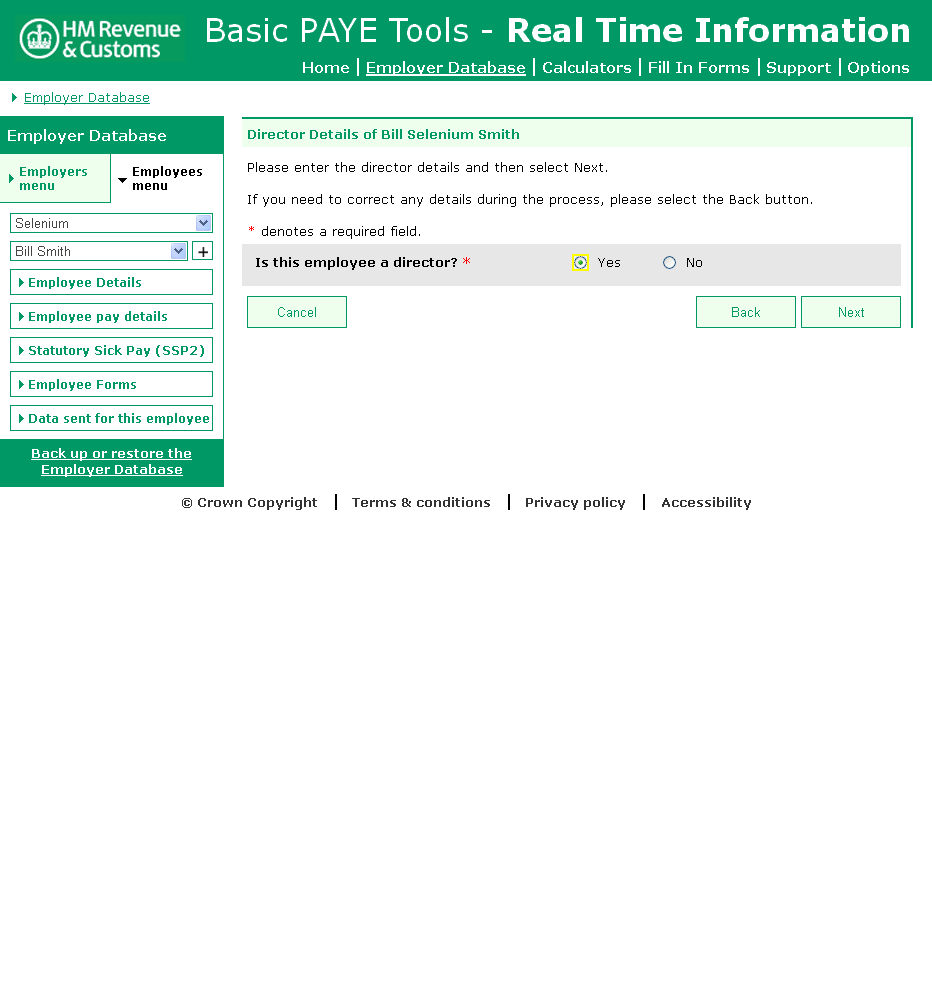 HM Revenue
& Customs
Basic PAYE Tools - Real Time Information
Home | Employer Database | Calculators | Fill In Forms | Support | Options
Employer Database
Employer Database
Employers
menu
Employees
menu
Selenium
Bill Smith
+
Employee Details
Employee pay details
Statutory Sick Pay (SSP2)
Employee Forms
Data sent for this employee
Back up or restore the
Employer Database
Director Details of Bill Selenium Smith
Please enter the director details and then select Next.
If you need to correct any details during the process, please select the Back button.
* denotes a required field.
Is this employee a director? * Yes No
Cancel Back Next
© Crown Copyright | Terms & conditions | Privacy policy | Accessibility